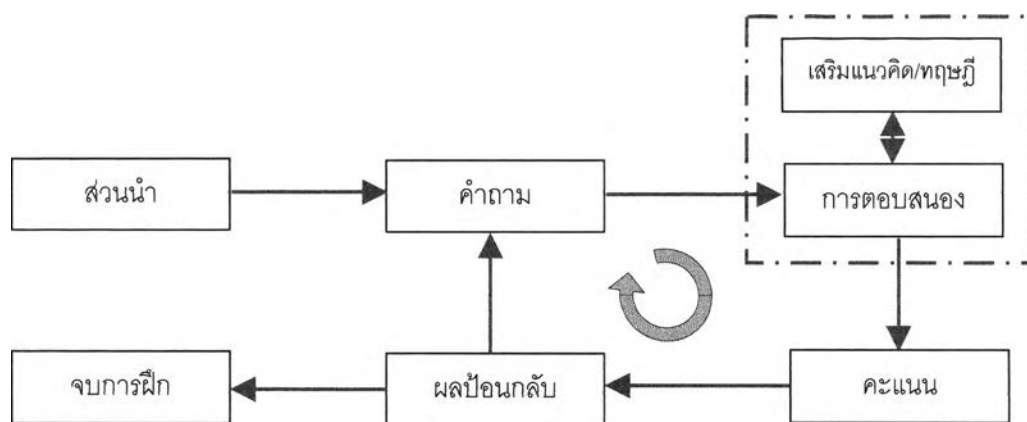 เสริมแนวคิด/ทฤษฎี
ส่วนนำ
คำถาม
การตอบสนอง
จบการฝึก
ผลป้อนกลับ
คะแนน